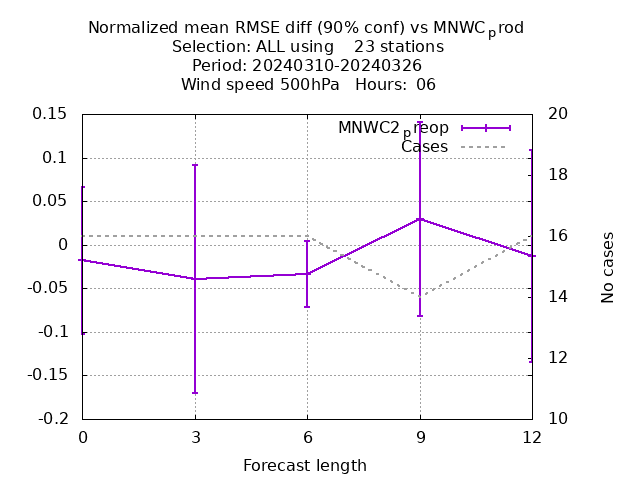 Normalized mean RMSE diff (90% conf) vs MNWCprod
Selection: ALL using    23 stations
Period: 20240310-20240326
Wind speed 500hPa   Hours:  06
MNWC2preop
Cases
0.15
0.1
0.05
0
-0.05
-0.1
-0.15
-0.2
20
18
16
14
12
10
No cases
0 3 6 9 12
Forecast length